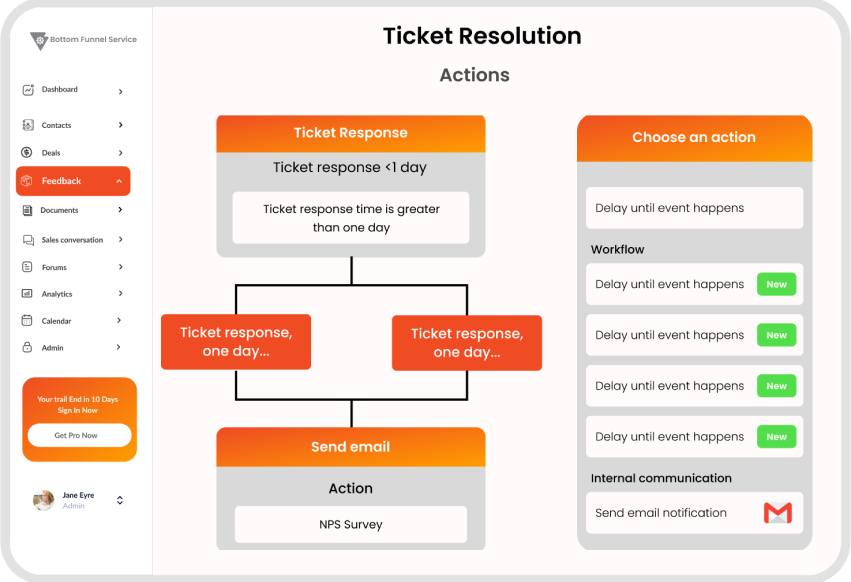 Bottom Funnel Service
Dashboard
Contacts
Deals
Feedback
Documents
Sales conversation
Forums
Analytics
Calendar
Admin
Your trail End in 10 Days
Sign In Now
Get Pro Now
Jane Eyre
Admin
Ticket Resolution
Actions
Ticket Response
Ticket response <1 day
Ticket response time is greater
than one day
Ticket response,
one day...
Ticket response,
one day...
Send email
Action
NPS Survey
Choose an action
Delay until event happens
Workflow
Delay until event happens New
Delay until event happens New
Delay until event happens New
Delay until event happens New
Internal communication
Send email notification